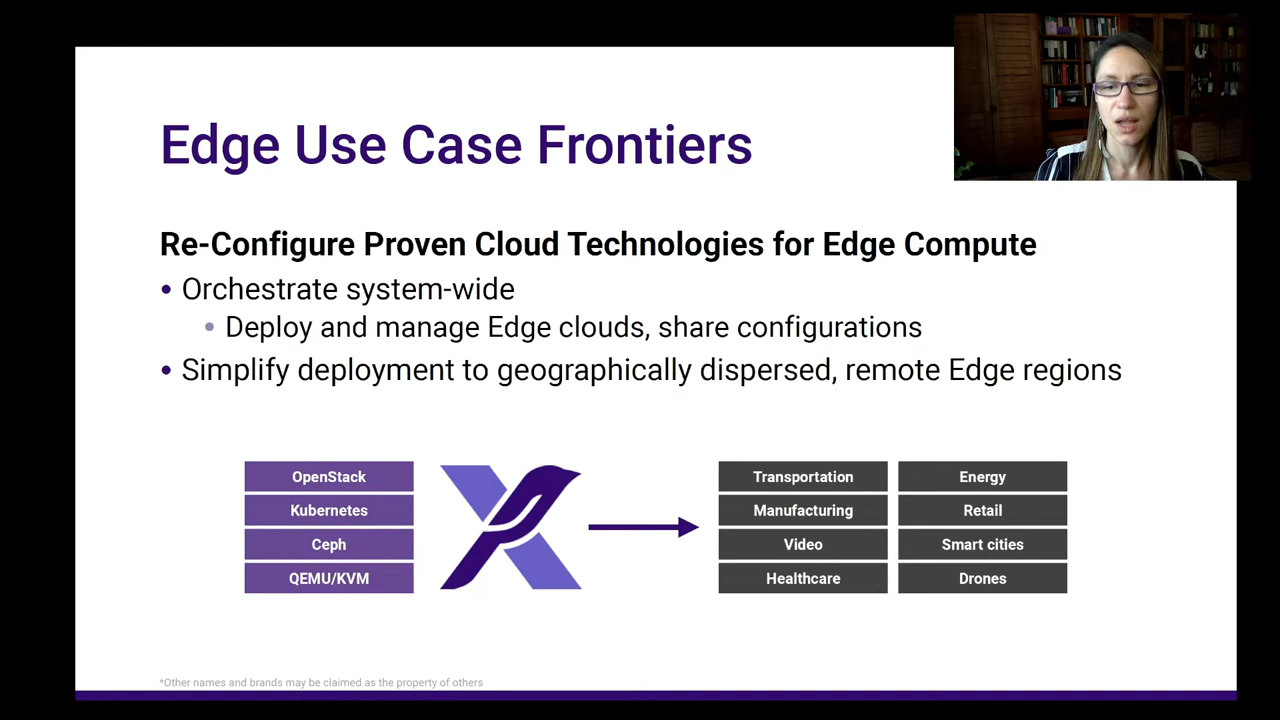 Edge Use Case Frontiers
Re-Configure Proven Cloud Technologies for Edge Compute
• Orchestrate system-wide
• Deploy and manage Edge clouds, share configurations
• Simplify deployment to geographically dispersed, remote Edge regions
OpenStack
Kubernetes
Ceph
QEMU/KVM
Transportation
Manufacturing
Video
Healthcare
Energy
Retail
Smart cities
Drones
*Other names and brands may be claimed as the property of others